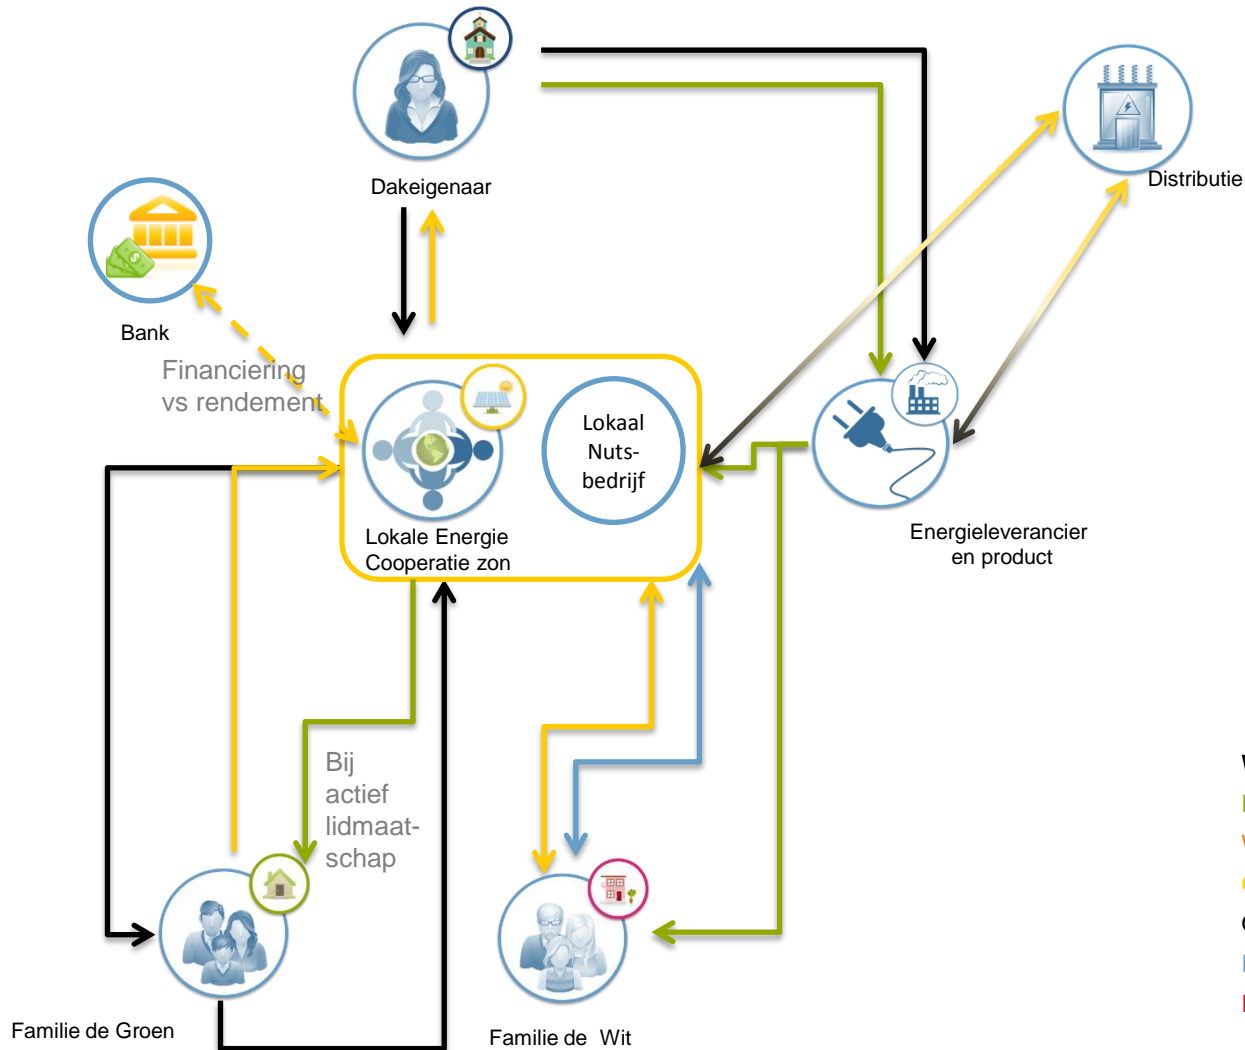 Dakeigenaar
Distributie
Bank
Financiering
vs rendement
Lokaal
Nuts-
bedrijf
Lokale Energie
Cooperatie zon
Energieleverancier
en product
Bij
actief
lidmaat-
schap
Familie de Groen
Familie de Wit